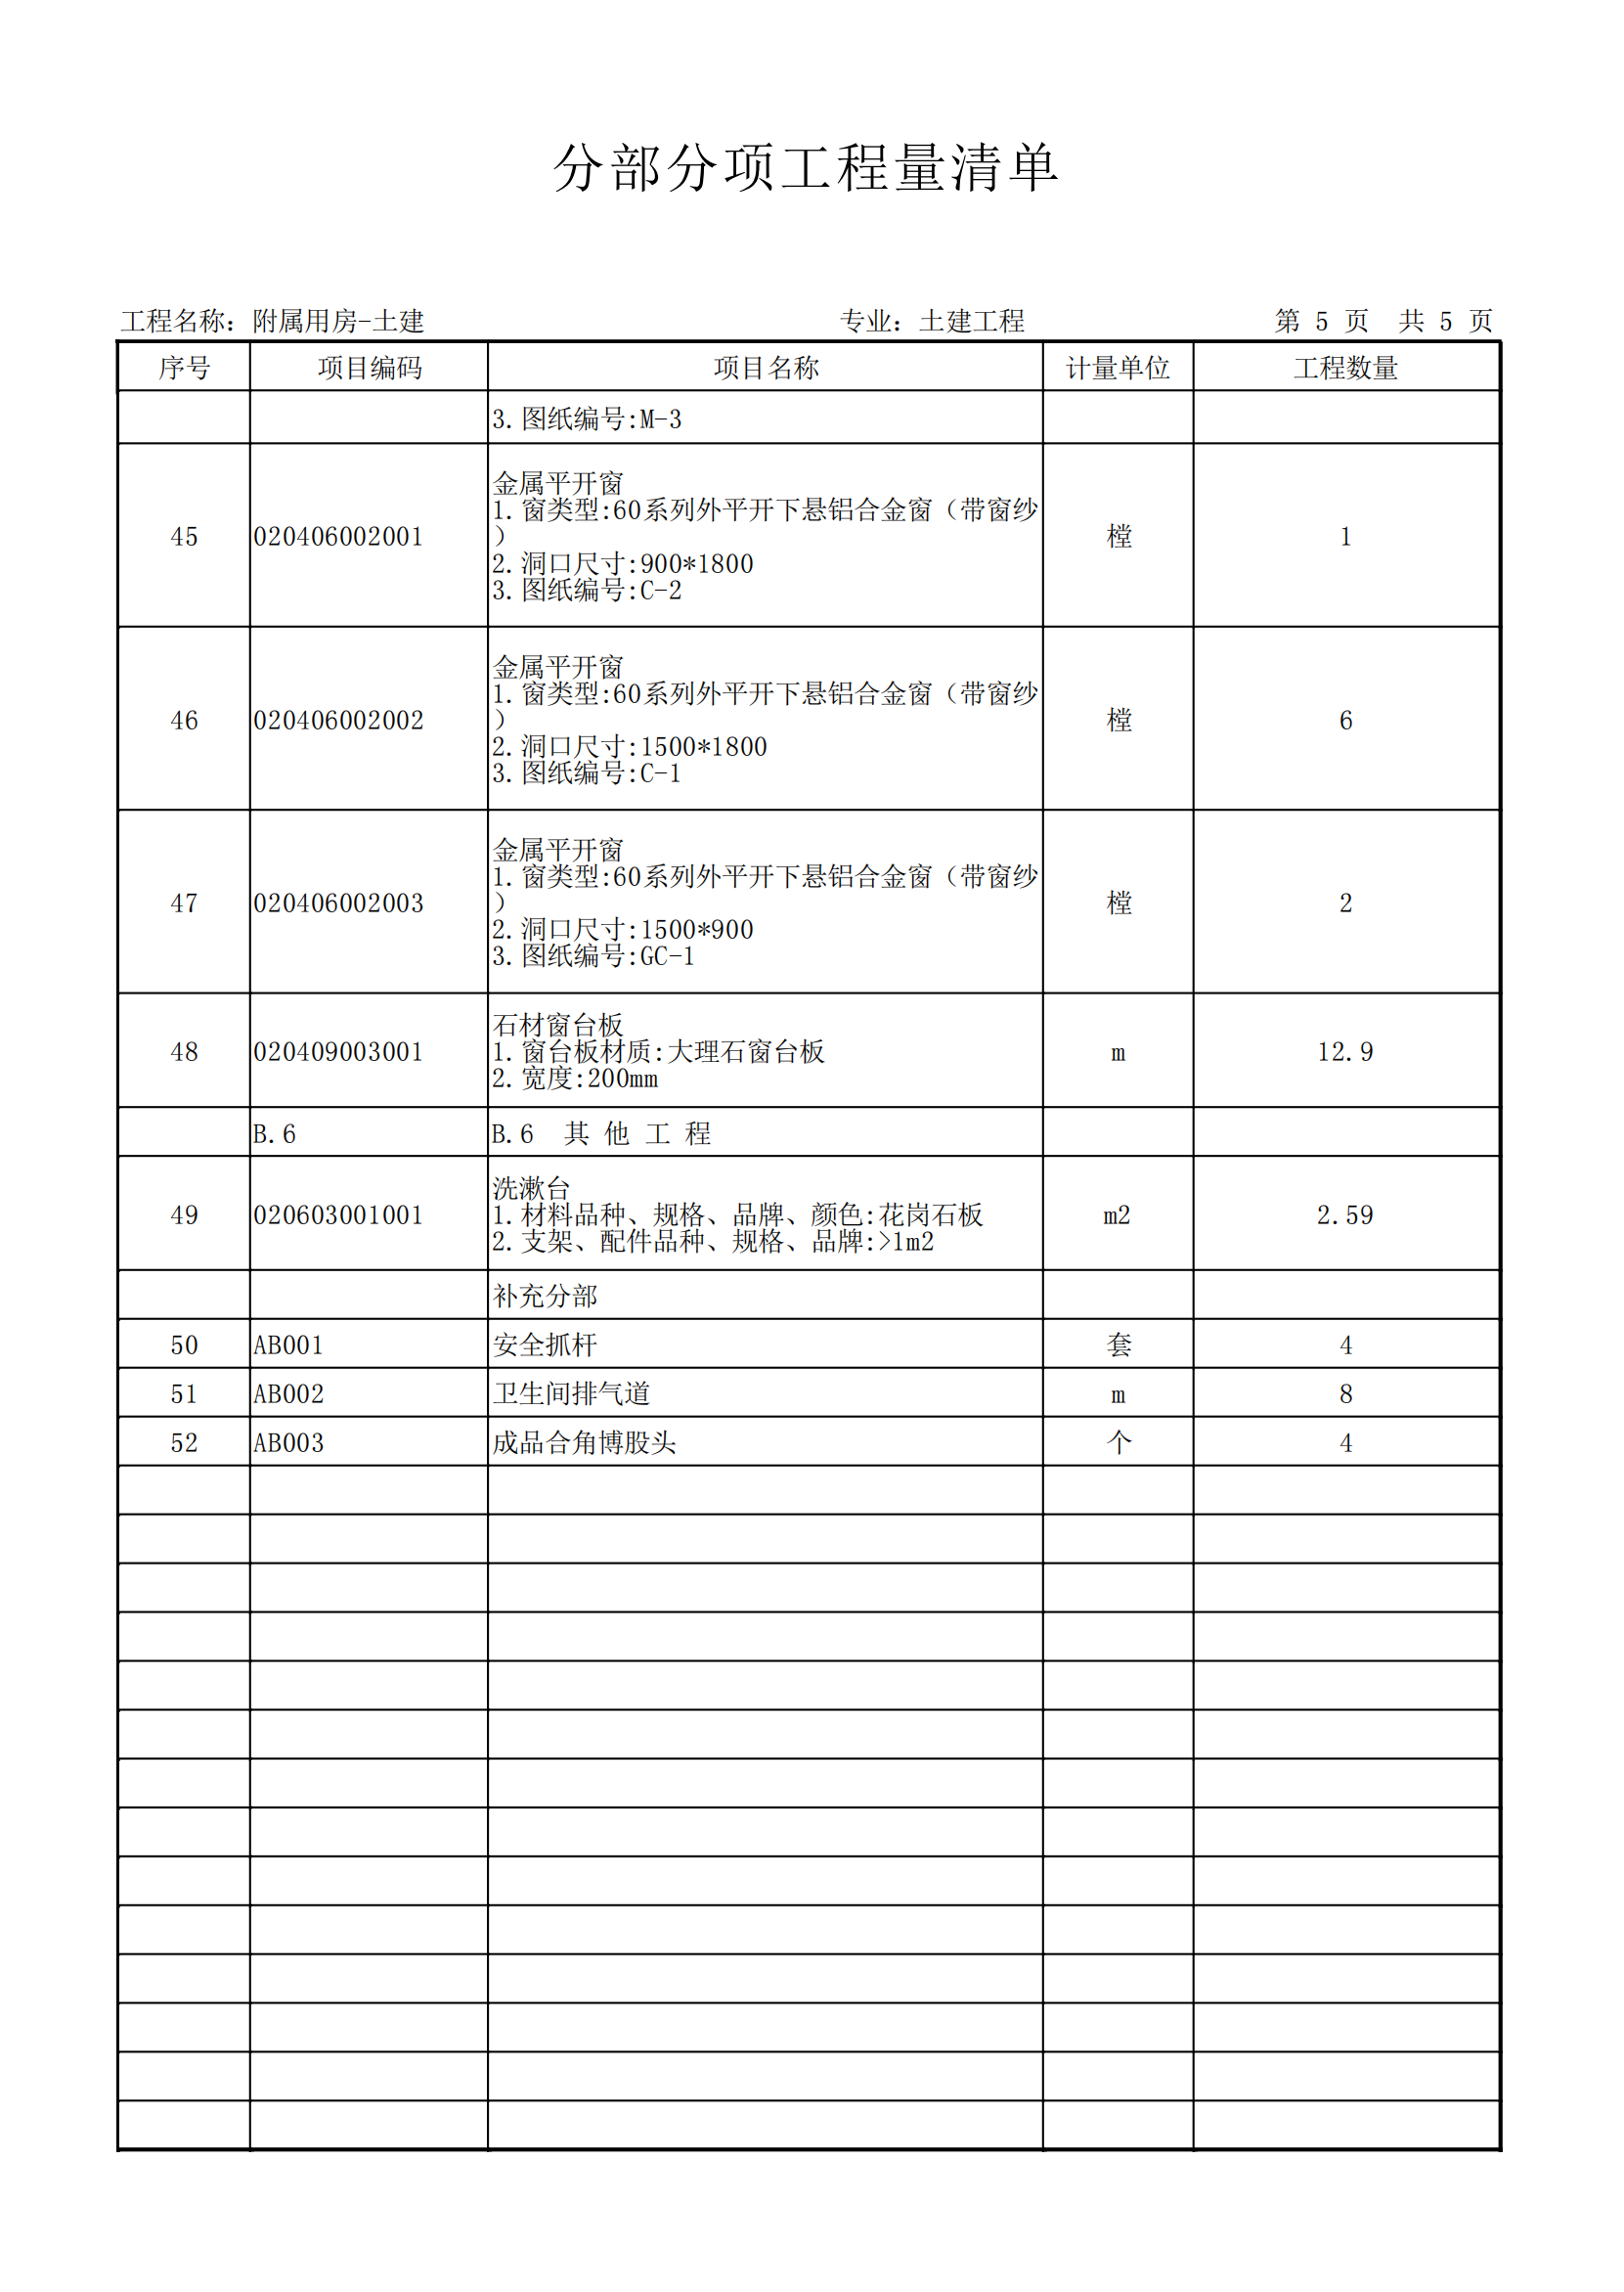 分部分项工程量清单
工程名称：附属用房-土建 专业：土建工程 第 5 页 共 5 页
序号 项目编码 项目名称 计量单位 工程数量
3.图纸编号:M-3
金属平开窗
1.窗类型:60系列外平开下悬铝合金窗（带窗纱
45 020406002001 ） 樘 1
2.洞口尺寸:900*1800
3.图纸编号:C-2
金属平开窗
1.窗类型:60系列外平开下悬铝合金窗（带窗纱
46 020406002002 ） 樘 6
2.洞口尺寸:1500*1800
3.图纸编号:C-1
金属平开窗
1.窗类型:60系列外平开下悬铝合金窗（带窗纱
47 020406002003 ） 樘 2
2.洞口尺寸:1500*900
3.图纸编号:GC-1
石材窗台板
48 020409003001 1.窗台板材质:大理石窗台板 m 12.9
2.宽度:200mm
B.6 B.6 其 他 工 程
洗漱台
49 020603001001 1.材料品种、规格、品牌、颜色:花岗石板 m2 2.59
2.支架、配件品种、规格、品牌:>1m2
补充分部
50 AB001 安全抓杆 套 4
51 AB002 卫生间排气道 m 8
52 AB003 成品合角博股头 个 4